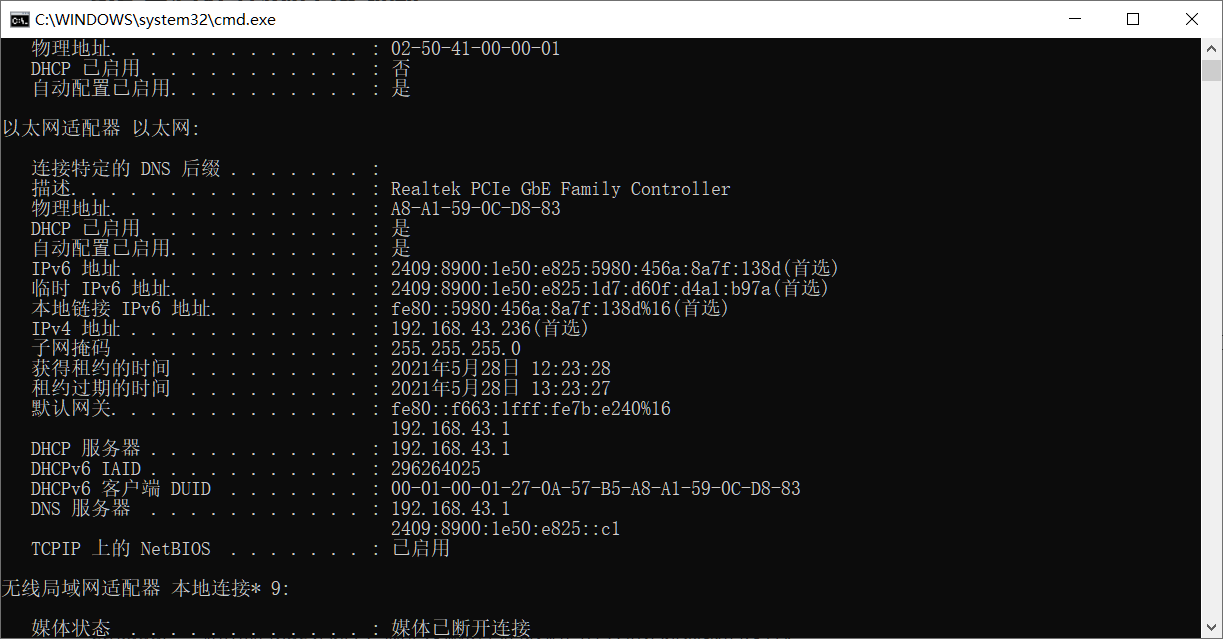 C:\WINDOWS\system32\cmd.exe
物理地址. . . . . . . . . . . . . : 02-50-41-00-00-01
DHCP 已启用 . . . . . . . . . . . : 否
自动配置已启用. . . . . . . . . . : 是
以太网适配器 以太网:
连接特定的 DNS 后缀 . . . . . . . :
描述. . . . . . . . . . . . . . . : Realtek PCIe GbE Family Controller
物理地址. . . . . . . . . . . . . : A8-A1-59-0C-D8-83
DHCP 已启用 . . . . . . . . . . . : 是
自动配置已启用. . . . . . . . . . : 是
IPv6 地址 . . . . . . . . . . . . : 2409:8900:1e50:e825:5980:456a:8a7f:138d(首选)
临时 IPv6 地址. . . . . . . . . . : 2409:8900:1e50:e825:1d7:d60f:d4a1:b97a(首选)
本地链接 IPv6 地址. . . . . . . . : fe80::5980:456a:8a7f:138d%16(首选)
IPv4 地址 . . . . . . . . . . . . : 192.168.43.236(首选)
子网掩码  . . . . . . . . . . . . : 255.255.255.0
获得租约的时间  . . . . . . . . . : 2021年5月28日 12:23:28
租约过期的时间  . . . . . . . . . : 2021年5月28日 13:23:27
默认网关. . . . . . . . . . . . . : fe80::f663:1fff:fe7b:e240%16
192.168.43.1
DHCP 服务器 . . . . . . . . . . . : 192.168.43.1
DHCPv6 IAID . . . . . . . . . . . : 296264025
DHCPv6 客户端 DUID  . . . . . . . : 00-01-00-01-27-0A-57-B5-A8-A1-59-0C-D8-83
DNS 服务器  . . . . . . . . . . . : 192.168.43.1
2409:8900:1e50:e825::c1
TCPIP 上的 NetBIOS  . . . . . . . : 已启用
无线局域网适配器 本地连接* 9:
媒体状态  . . . . . . . . . . . . : 媒体已断开连接